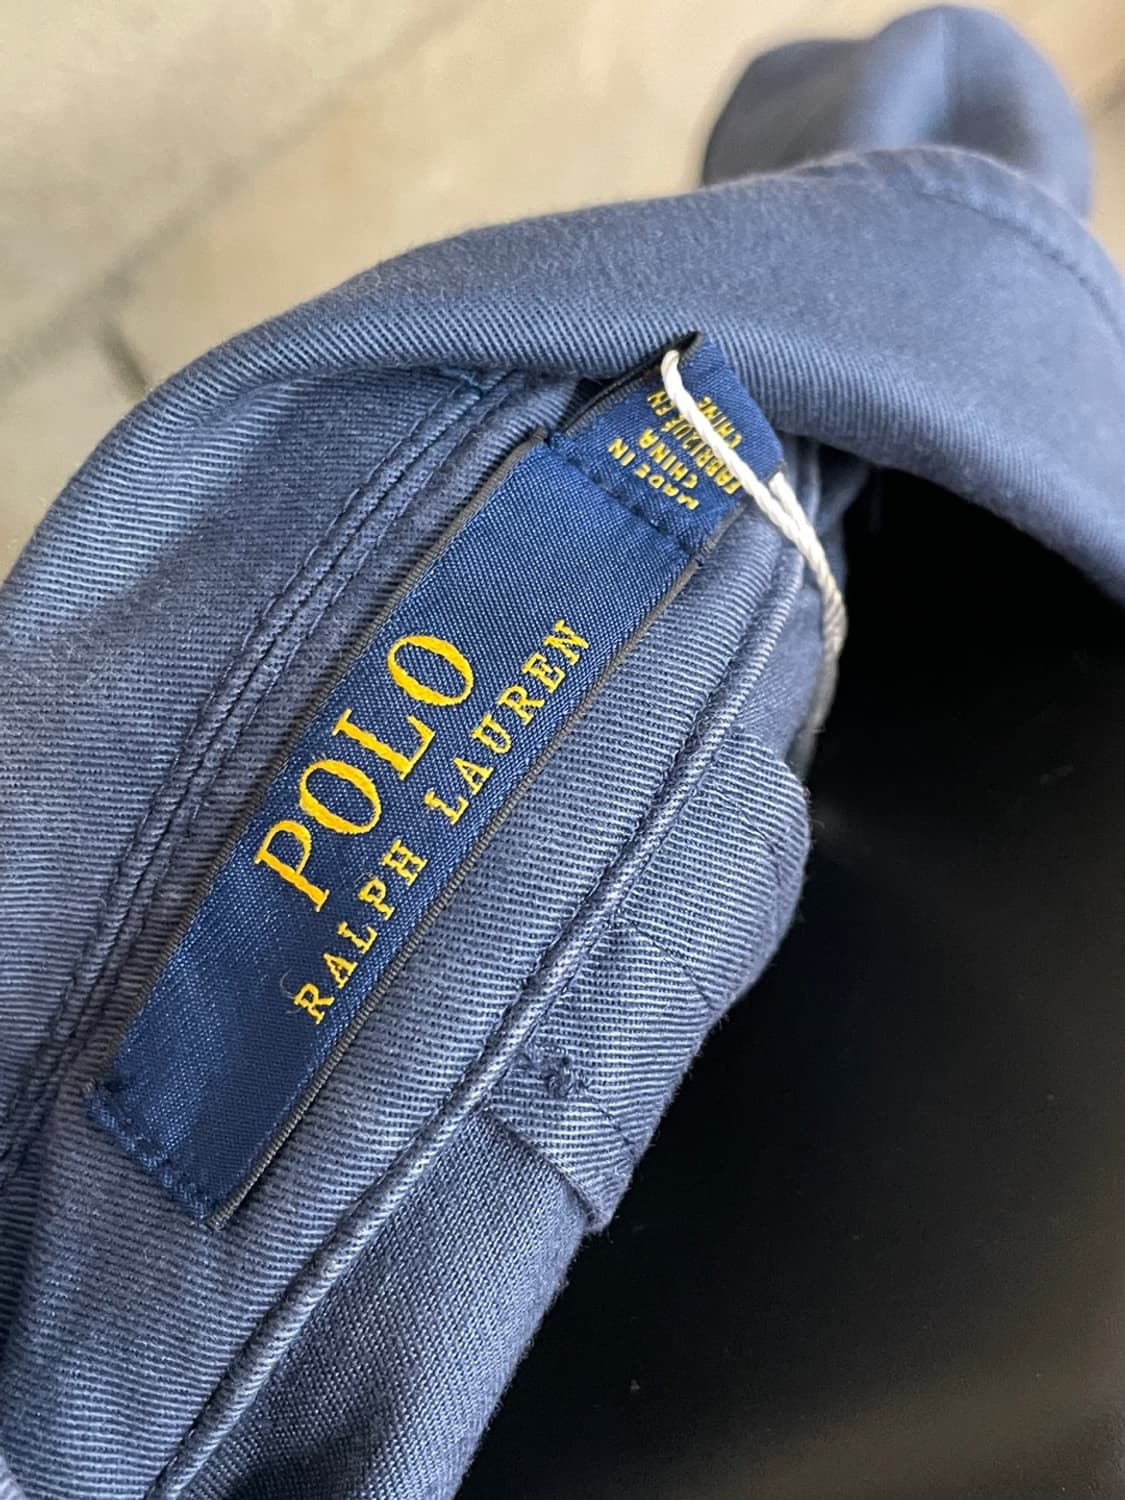 POLO
RALPH LAUREN
MADE IN
CHINA
FABRIQUÉ EN
CHINE